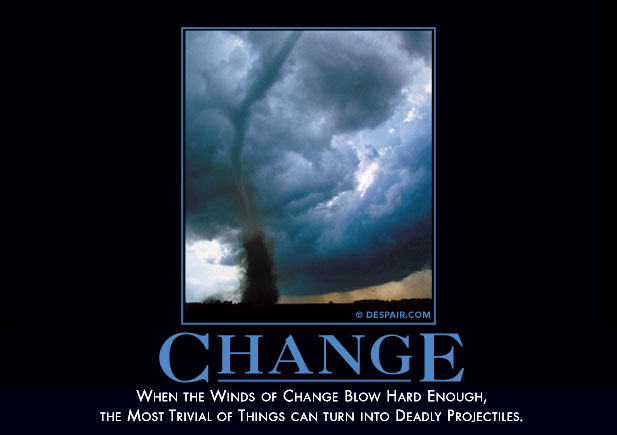 © DESPAIR.COM
CHANGE
WHEN THE WINDS OF CHANGE BLOW HARD ENOUGH,
THE MOST TRIVIAL OF THINGS CAN TURN INTO DEADLY PROJECTILES.